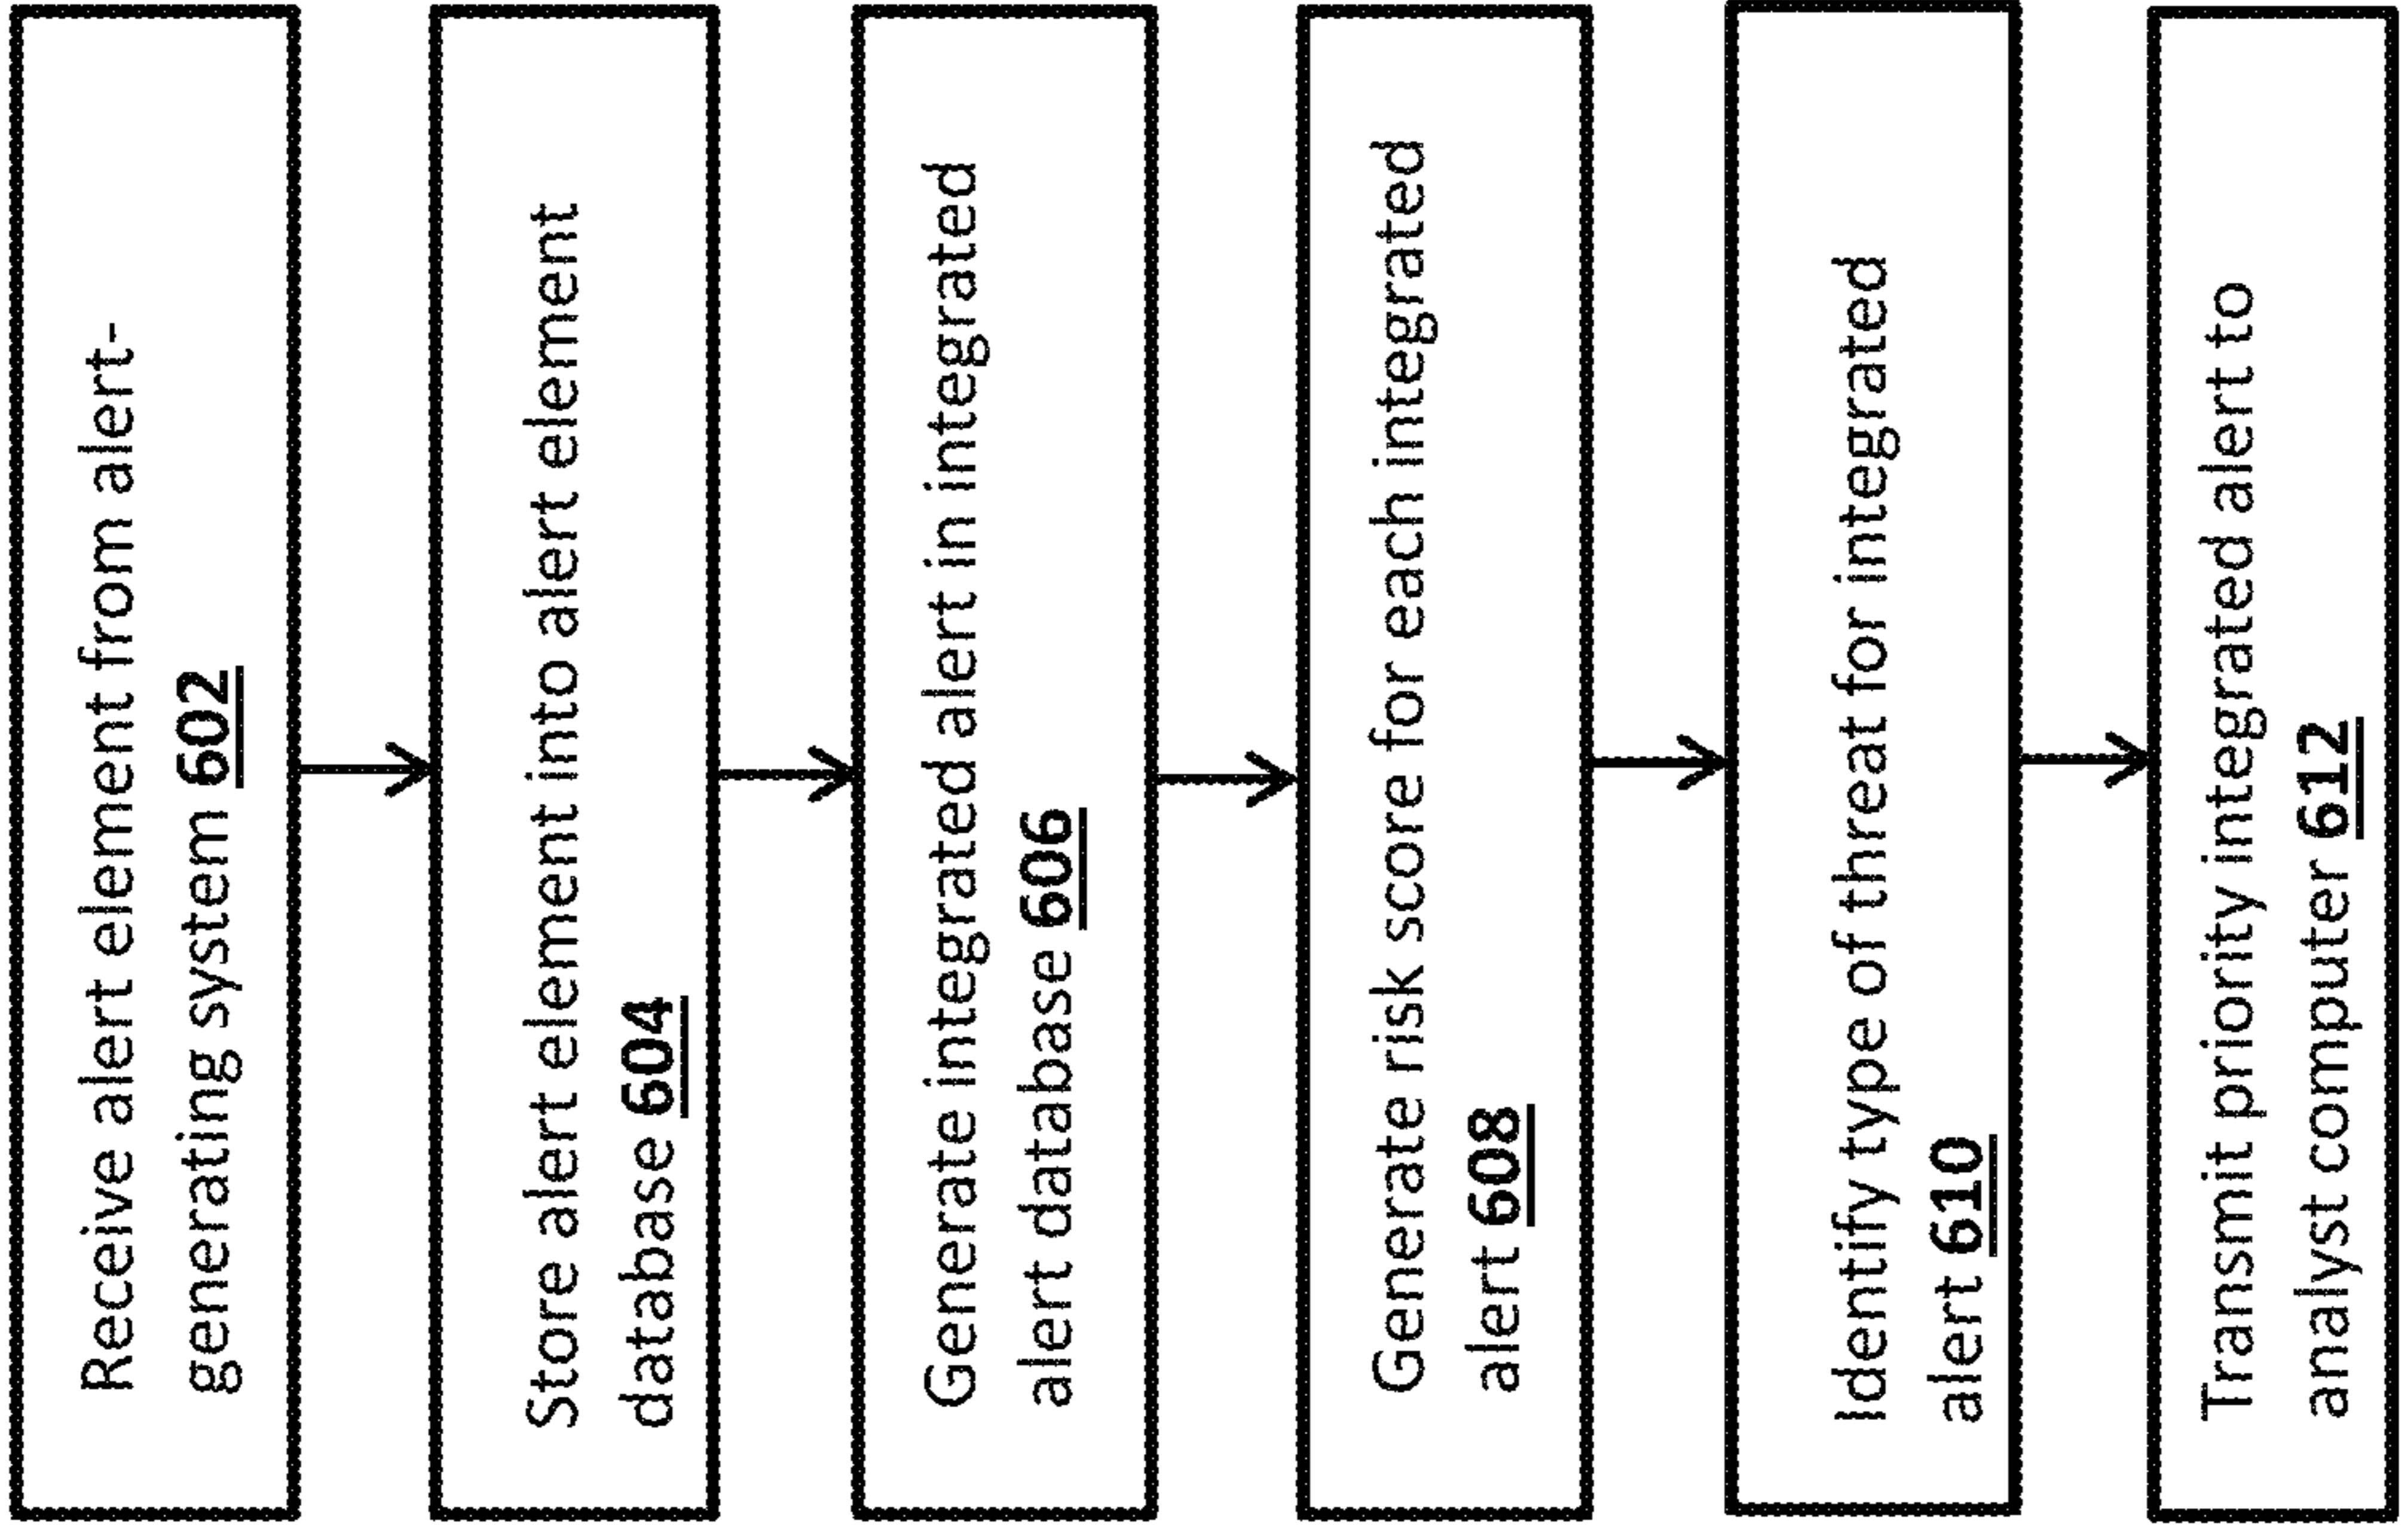 Receive alert element from alert-
generating system 602
Store alert element into alert element
database 604
Generate integrated alert in integrated
alert database 606
Generate risk score for each integrated
alert 608
Identify type of threat for integrated
alert 610
Transmit priority integrated alert to
analyst computer 612